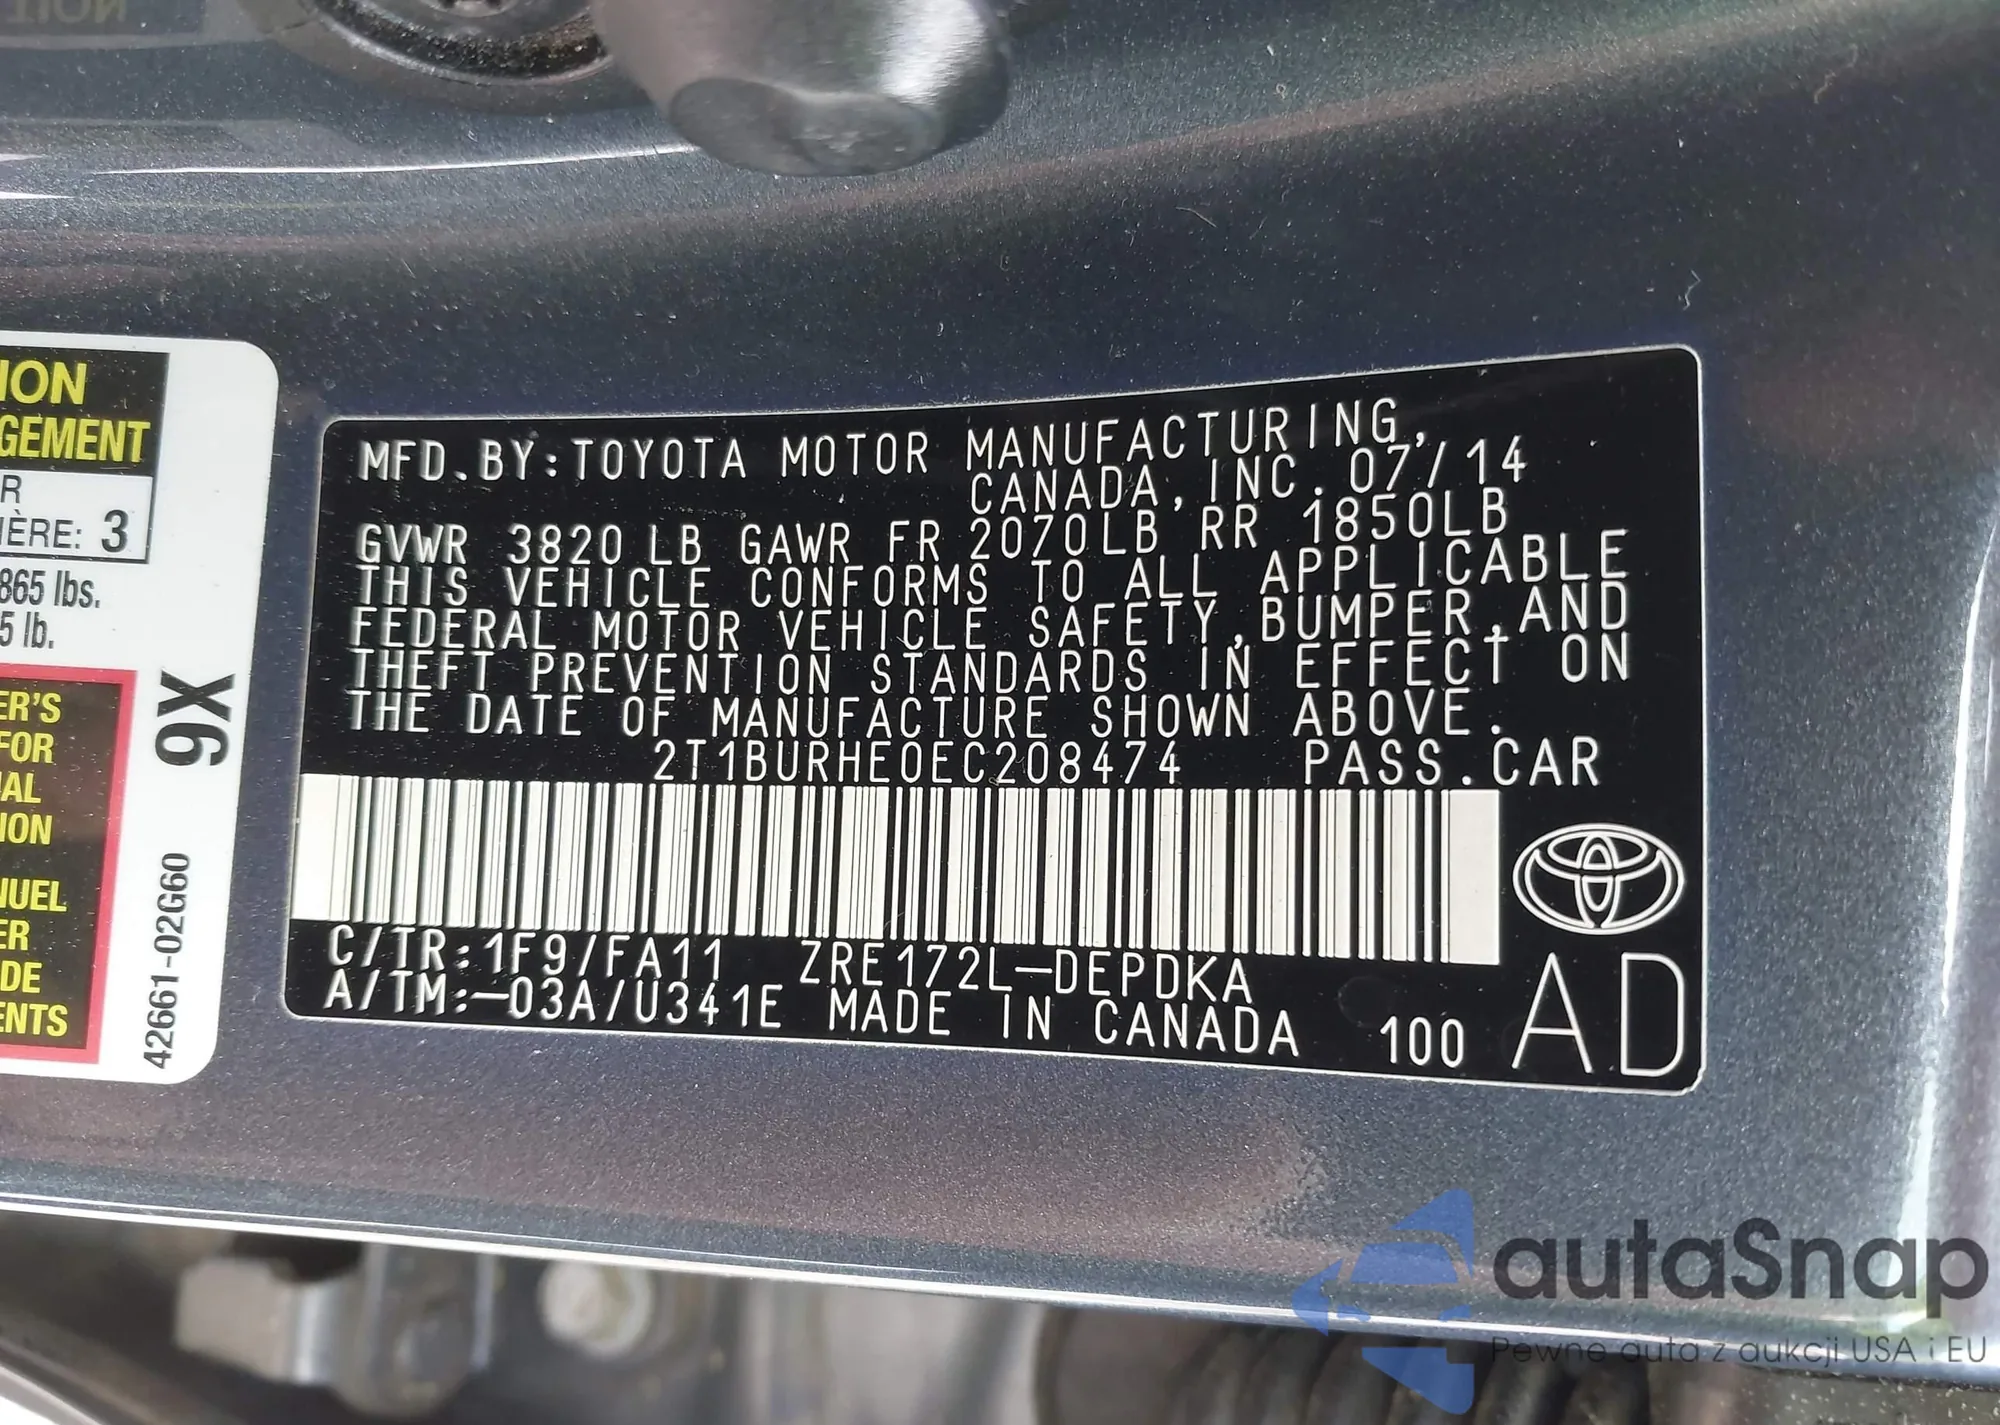 ION
GEMENT
R
IÈRE: 3
865 lbs.
5 lb.
ER'S
FOR
AL
ION
NUEL
ER
DE
ENTS
9X
42661-02G60
MFD.BY:TOYOTA MOTOR MANUFACTURING,
CANADA,INC. 07/14
GVWR 3820LB GAWR FR 2070LB RR 1850LB
THIS VEHICLE CONFORMS TO ALL APPLICABLE
FEDERAL MOTOR VEHICLE SAFETY,BUMPER,AND
THEFT PREVENTION STANDARDS IN EFFECT ON
THE DATE OF MANUFACTURE SHOWN ABOVE.
2T1BURHE0EC208474 PASS.CAR
C/TR:1F9/FA11 ZRE172L-DEPDKA
A/TM:-03A/U341E MADE IN CANADA 100
AD
autaSnap
Pewne auta z aukcji USA i EU